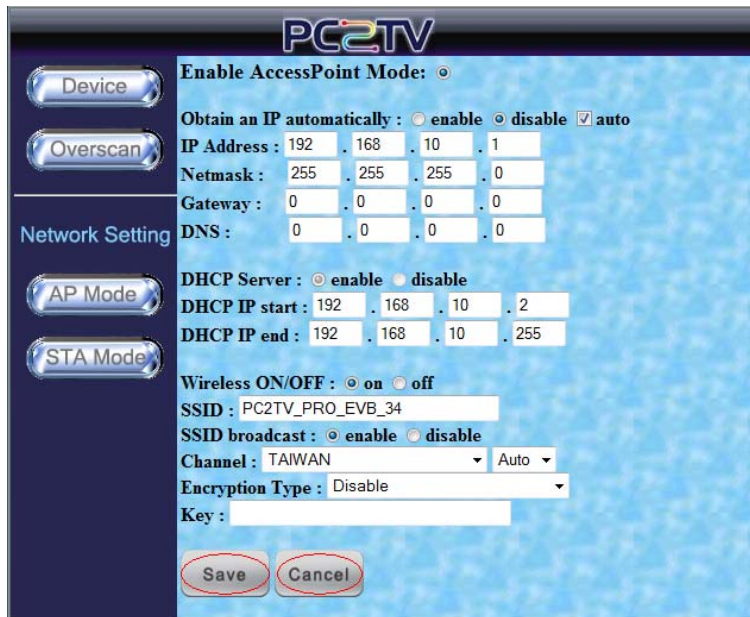 PC2TV
Device
Overscan
Network Setting
AP Mode
STA Mode
Enable AccessPoint Mode:
Obtain an IP automatically : enable disable auto
IP Address : 192 . 168 . 10 . 1
Netmask : 255 . 255 . 255 . 0
Gateway : 0 . 0 . 0 . 0
DNS : 0 . 0 . 0 . 0
DHCP Server : enable disable
DHCP IP start : 192 . 168 . 10 . 2
DHCP IP end : 192 . 168 . 10 . 255
Wireless ON/OFF : on off
SSID : PC2TV_PRO_EVB_34
SSID broadcast : enable disable
Channel : TAIWAN Auto
Encryption Type : Disable
Key :
Save Cancel